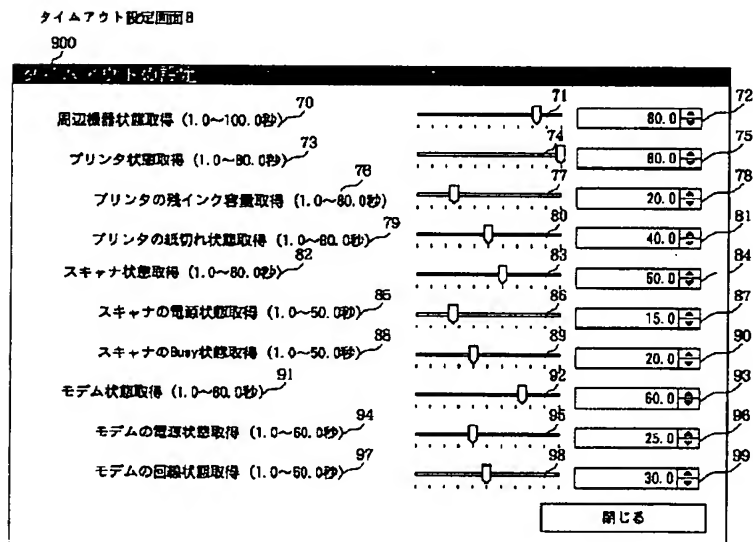 タイムアウト設定画面B
900
タイムアウトの設定
周辺機器状態取得 (1.0～100.0秒) 70 71 80.0 72
プリンタ状態取得 (1.0～80.0秒) 73 74 80.0 75
プリンタの残インク容量取得 (1.0～80.0秒) 76 77 20.0 78
プリンタの紙切れ状態取得 (1.0～80.0秒) 79 80 40.0 81
スキャナ状態取得 (1.0～80.0秒) 82 83 50.0 84
スキャナの電源状態取得 (1.0～50.0秒) 85 86 15.0 87
スキャナのBusy状態取得 (1.0～50.0秒) 88 89 20.0 90
モデム状態取得 (1.0～80.0秒) 91 92 60.0 93
モデムの電源状態取得 (1.0～60.0秒) 94 95 25.0 96
モデムの回線状態取得 (1.0～60.0秒) 97 98 30.0 99
閉じる